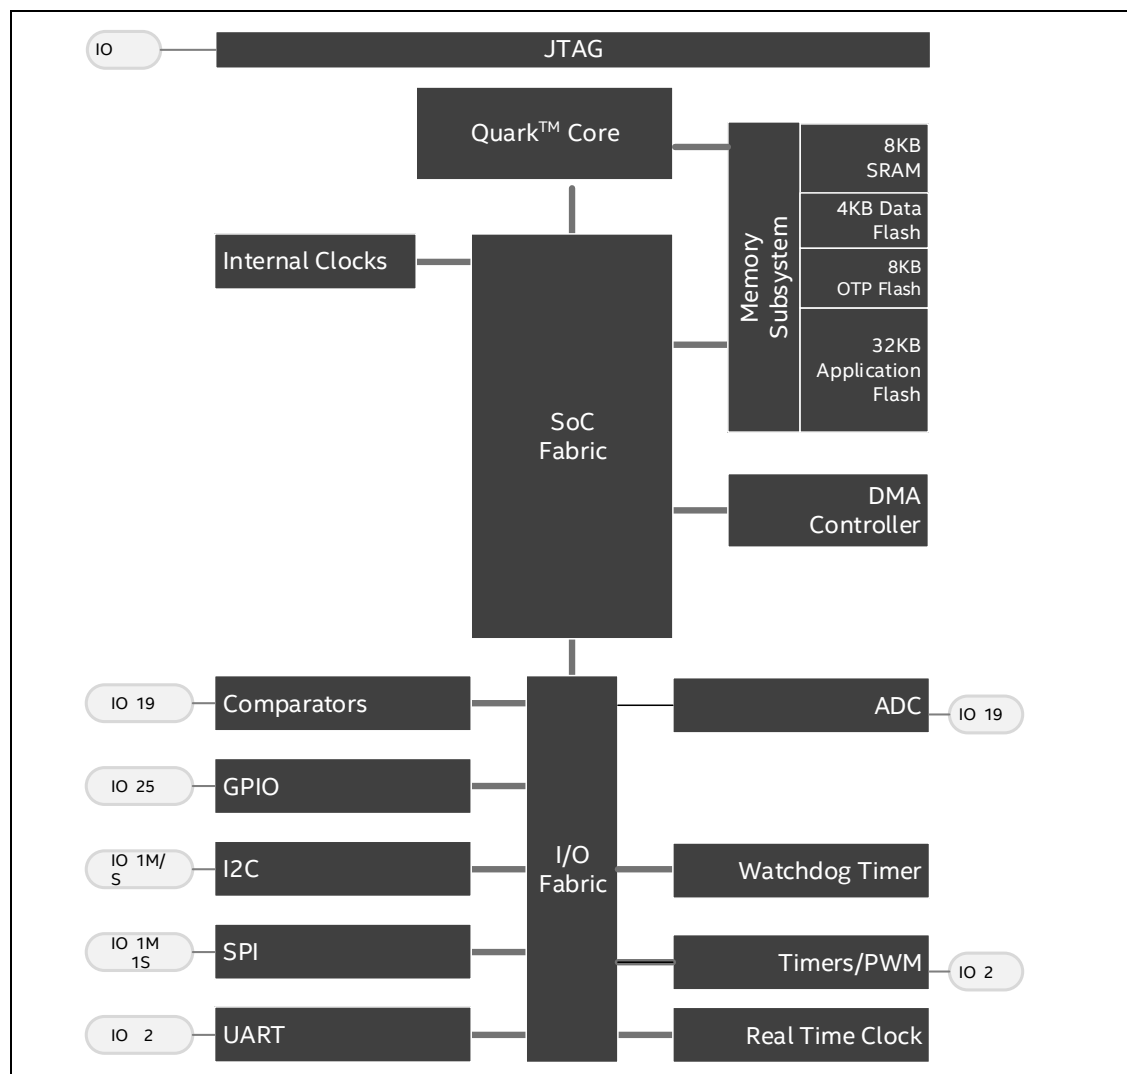 IO
JTAG
Quark™ Core
8KB
SRAM
4KB Data
Flash
8KB
OTP Flash
32KB
Application
Flash
Memory
Subsystem
Internal Clocks
SoC
Fabric
DMA
Controller
IO 19
Comparators
ADC
IO 19
IO 25
GPIO
IO 1M/
S
I2C
I/O
Fabric
Watchdog Timer
IO 1M
1S
SPI
Timers/PWM
IO 2
IO 2
UART
Real Time Clock